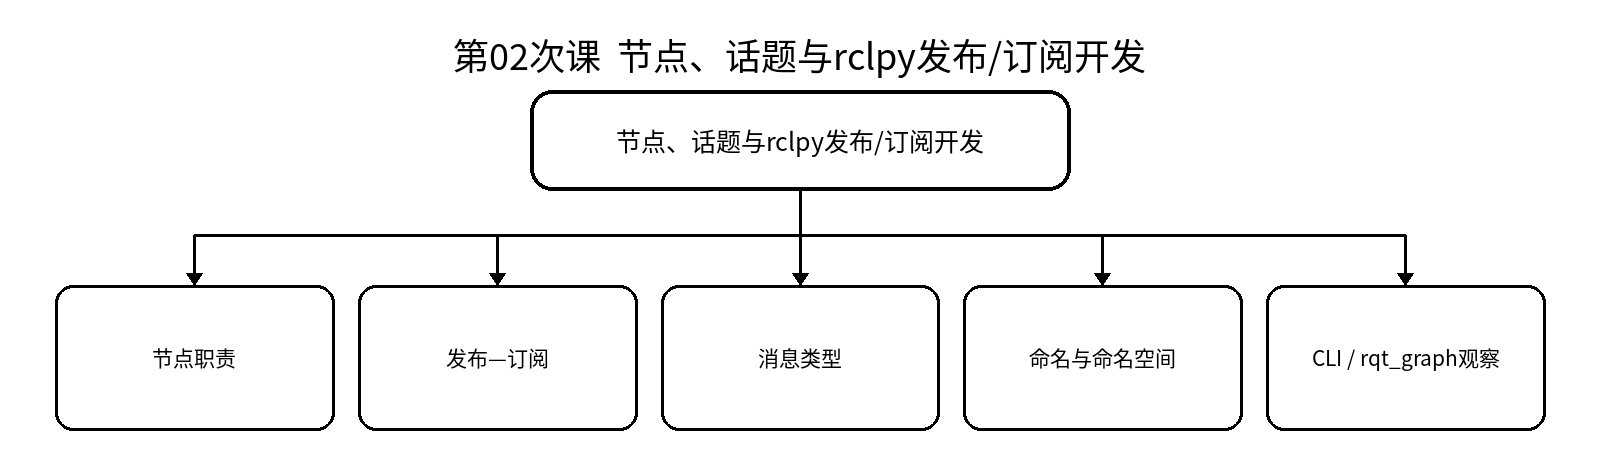 第02次课 节点、话题与rclpy发布/订阅开发
节点、话题与rclpy发布/订阅开发
节点职责
发布—订阅
消息类型
命名与命名空间
CLI / rqt_graph观察